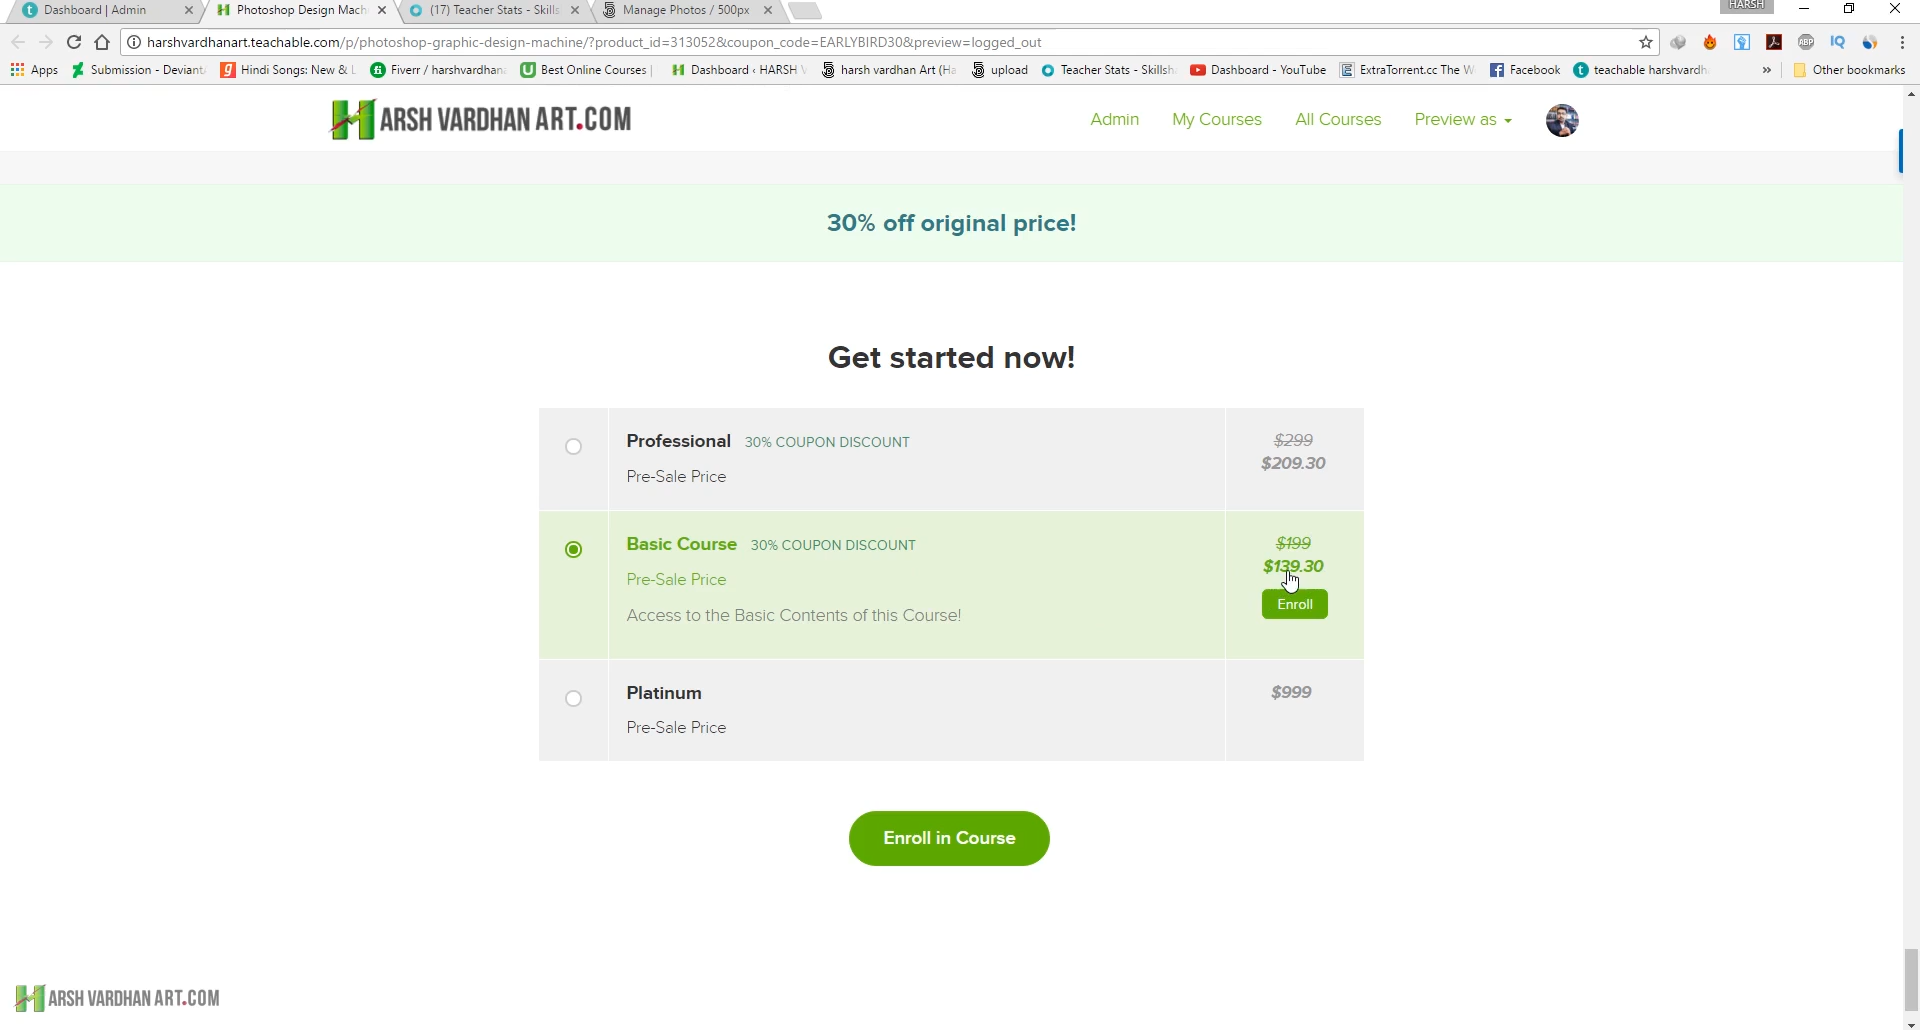 HARSH
Dashboard | Admin
Photoshop Design Mach
(17) Teacher Stats - Skills
Manage Photos / 500px
harshvardhanart.teachable.com/p/photoshop-graphic-design-machine/?product_id=313052&coupon_code=EARLYBIRD30&preview=logged_out
ABP
IQ
Apps
Submission - Deviant
Hindi Songs: New & L
Fiverr / harshvardhan
Best Online Courses |
Dashboard ‹ HARSH V
harsh vardhan Art (Ha
upload
Teacher Stats - Skillsh
Dashboard - YouTube
ExtraTorrent.cc The W
Facebook
teachable harshvardh
»
Other bookmarks
HARSH VARDHAN ART.COM
Admin
My Courses
All Courses
Preview as
30% off original price!
Get started now!
Professional 30% COUPON DISCOUNT
$299
$209.30
Pre-Sale Price
Basic Course 30% COUPON DISCOUNT
$199
$139.30
Pre-Sale Price
Enroll
Access to the Basic Contents of this Course!
Platinum
$999
Pre-Sale Price
Enroll in Course
HARSH VARDHAN ART.COM